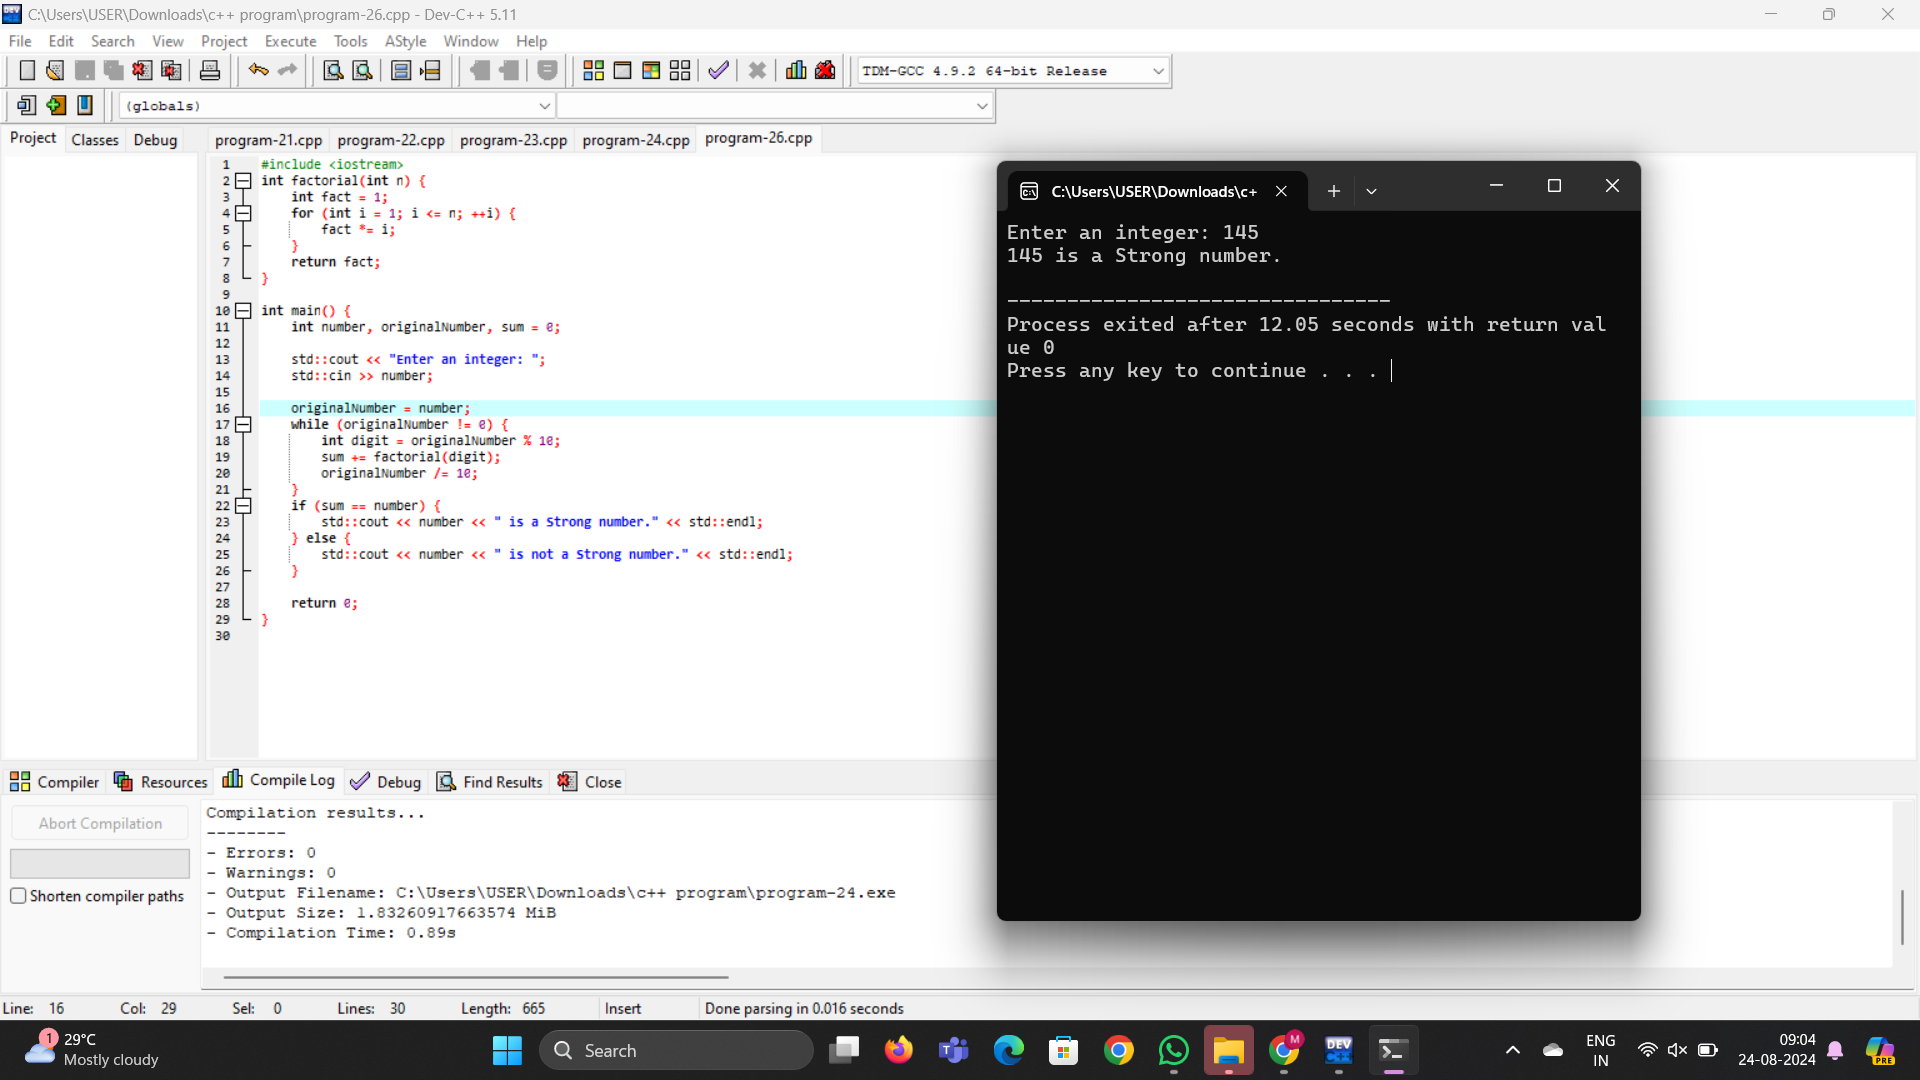 C:\Users\USER\Downloads\c++ program\program-26.cpp - Dev-C++ 5.11
File Edit Search View Project Execute Tools AStyle Window Help
TDM-GCC 4.9.2 64-bit Release
(globals)
Project Classes Debug
program-21.cpp program-22.cpp program-23.cpp program-24.cpp program-26.cpp
1 #include <iostream>
2 int factorial(int n) {
3 int fact = 1;
4 for (int i = 1; i <= n; ++i) {
5 fact *= i;
6 }
7 return fact;
8 }
9
10 int main() {
11 int number, originalNumber, sum = 0;
12
13 std::cout << "Enter an integer: ";
14 std::cin >> number;
15
16 originalNumber = number;
17 while (originalNumber != 0) {
18 int digit = originalNumber % 10;
19 sum += factorial(digit);
20 originalNumber /= 10;
21 }
22 if (sum == number) {
23 std::cout << number << " is a Strong number." << std::endl;
24 } else {
25 std::cout << number << " is not a Strong number." << std::endl;
26 }
27
28 return 0;
29 }
30
C:\Users\USER\Downloads\c+
Enter an integer: 145
145 is a Strong number.
--------------------------------
Process exited after 12.05 seconds with return val
ue 0
Press any key to continue . . .
Compiler Resources Compile Log Debug Find Results Close
Abort Compilation
Shorten compiler paths
Compilation results...
--------
- Errors: 0
- Warnings: 0
- Output Filename: C:\Users\USER\Downloads\c++ program\program-24.exe
- Output Size: 1.83260917663574 MiB
- Compilation Time: 0.89s
Line: 16 Col: 29 Sel: 0 Lines: 30 Length: 665 Insert Done parsing in 0.016 seconds
1
29°C
Mostly cloudy
Search
M
DEV
ENG
IN
09:04
24-08-2024
PRE